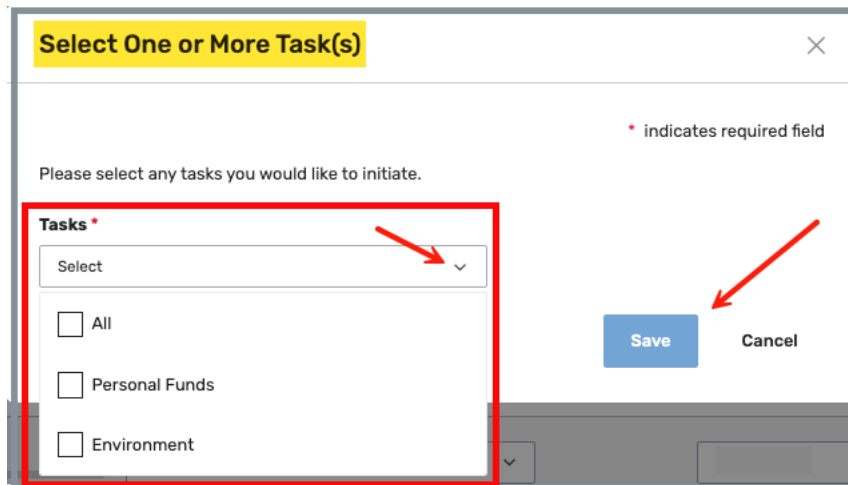 Select One or More Task(s)
* indicates required field
Please select any tasks you would like to initiate.
Tasks *
Select
All
Save Cancel
Personal Funds
Environment